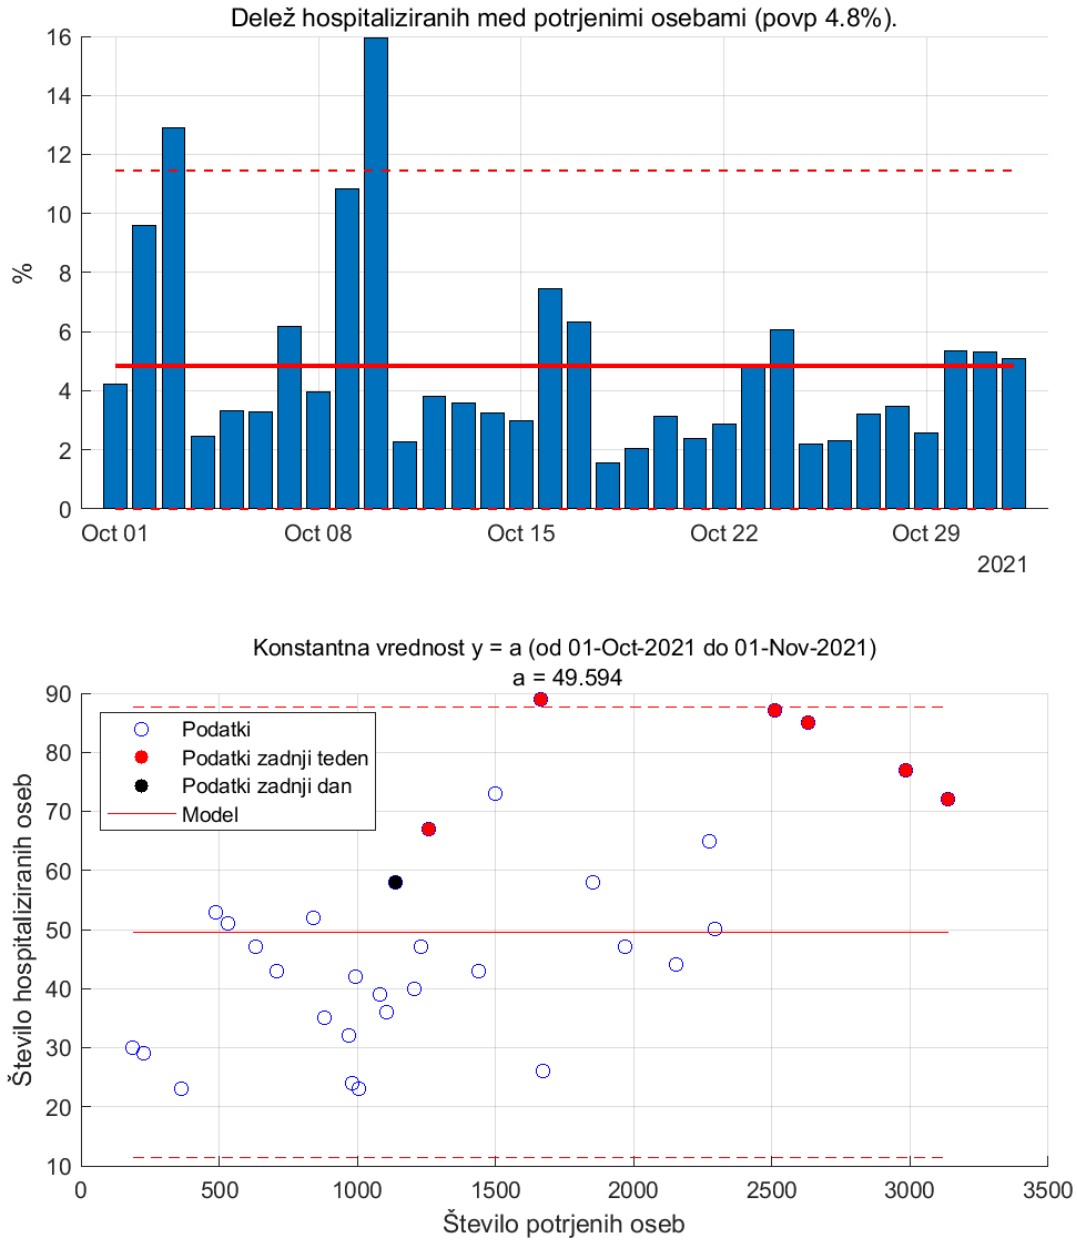 Delež hospitaliziranih med potrjenimi osebami (povp 4.8%).
16
14
12
10
8
6
4
2
0
%
Oct 01 Oct 08 Oct 15 Oct 22 Oct 29
2021
Konstantna vrednost y = a (od 01-Oct-2021 do 01-Nov-2021)
a = 49.594
90
80
70
60
50
40
30
20
10
Število hospitaliziranih oseb
Podatki
Podatki zadnji teden
Podatki zadnji dan
Model
0 500 1000 1500 2000 2500 3000 3500
Število potrjenih oseb